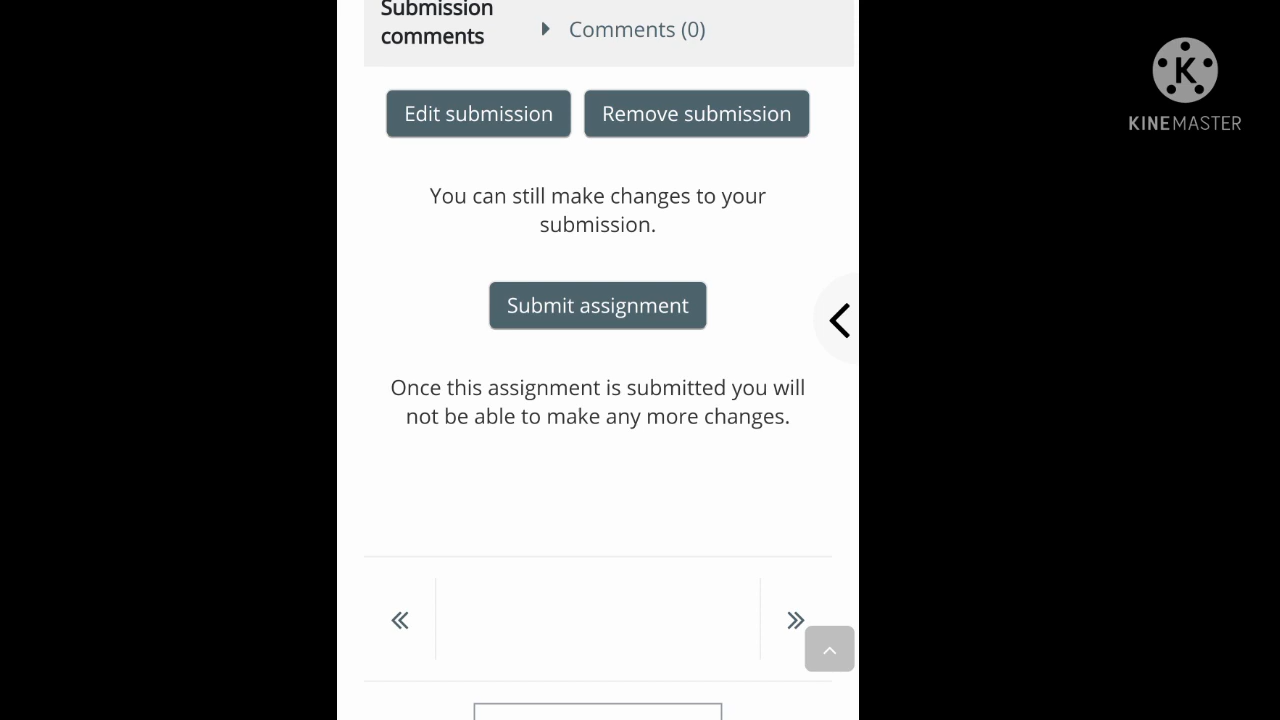 Submission
comments
Comments (0)
K
KINEMASTER
Edit submission
Remove submission
You can still make changes to your
submission.
Submit assignment
Once this assignment is submitted you will
not be able to make any more changes.